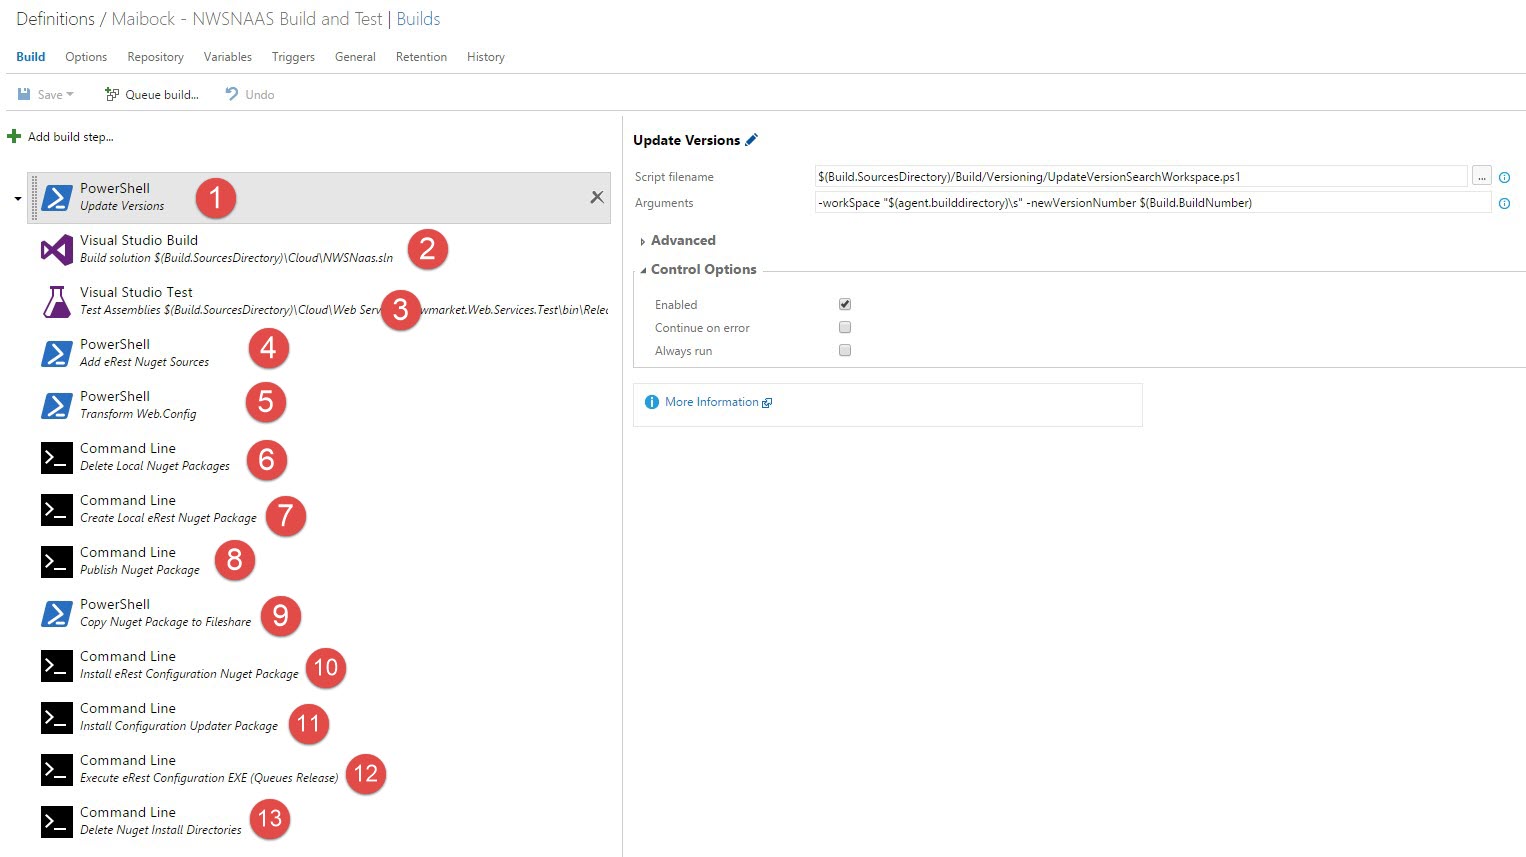 Definitions / Maibock - NWSNAAS Build and Test | Builds
Build Options Repository Variables Triggers General Retention History
Save Queue build... Undo
Add build step...
PowerShell
Update Versions
1
Visual Studio Build
Build solution $(Build.SourcesDirectory)\Cloud\NWSNaas.sln
2
Visual Studio Test
Test Assemblies $(Build.SourcesDirectory)\Cloud\Web Serv 3 wmarket.Web.Services.Test\bin\Relea
PowerShell
Add eRest Nuget Sources
4
PowerShell
Transform Web.Config
5
Command Line
Delete Local Nuget Packages
6
Command Line
Create Local eRest Nuget Package
7
Command Line
Publish Nuget Package
8
PowerShell
Copy Nuget Package to Fileshare
9
Command Line
Install eRest Configuration Nuget Package
10
Command Line
Install Configuration Updater Package
11
Command Line
Execute eRest Configuration EXE (Queues Release)
12
Command Line
Delete Nuget Install Directories
13
Update Versions
Script filename $(Build.SourcesDirectory)/Build/Versioning/UpdateVersionSearchWorkspace.ps1 ...
Arguments -workSpace "$(agent.builddirectory)\s" -newVersionNumber $(Build.BuildNumber)
Advanced
Control Options
Enabled
Continue on error
Always run
More Information